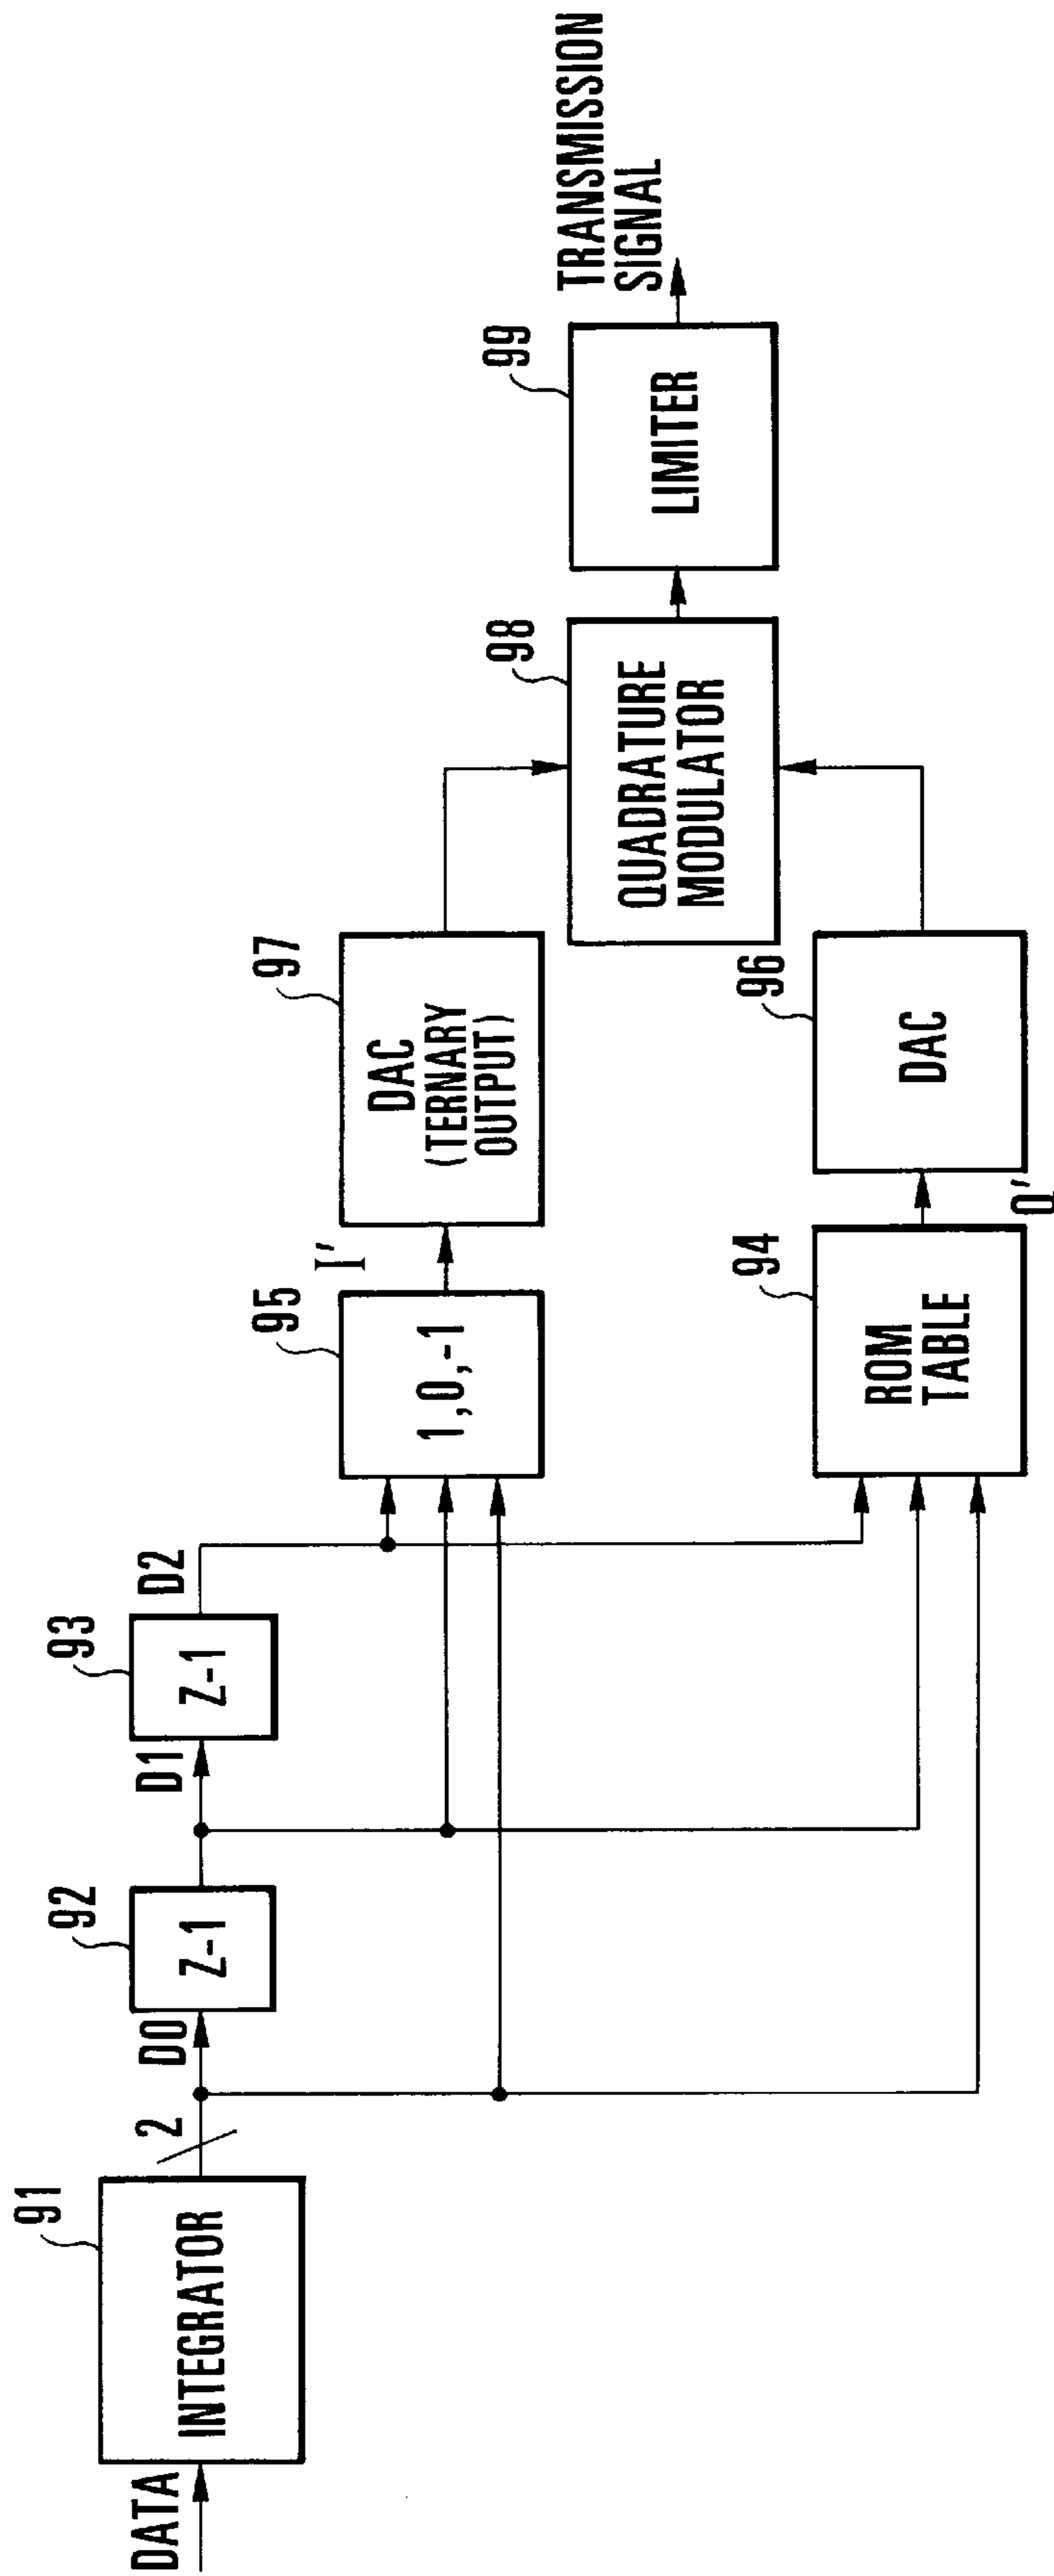 DATA
91
INTEGRATOR
2
D0
92
Z-1
D1
93
Z-1
D2
95
1,0,-1
I'
97
DAC
(TERNARY
OUTPUT)
94
ROM
TABLE
Q'
96
DAC
98
QUADRATURE
MODULATOR
99
LIMITER
TRANSMISSION
SIGNAL